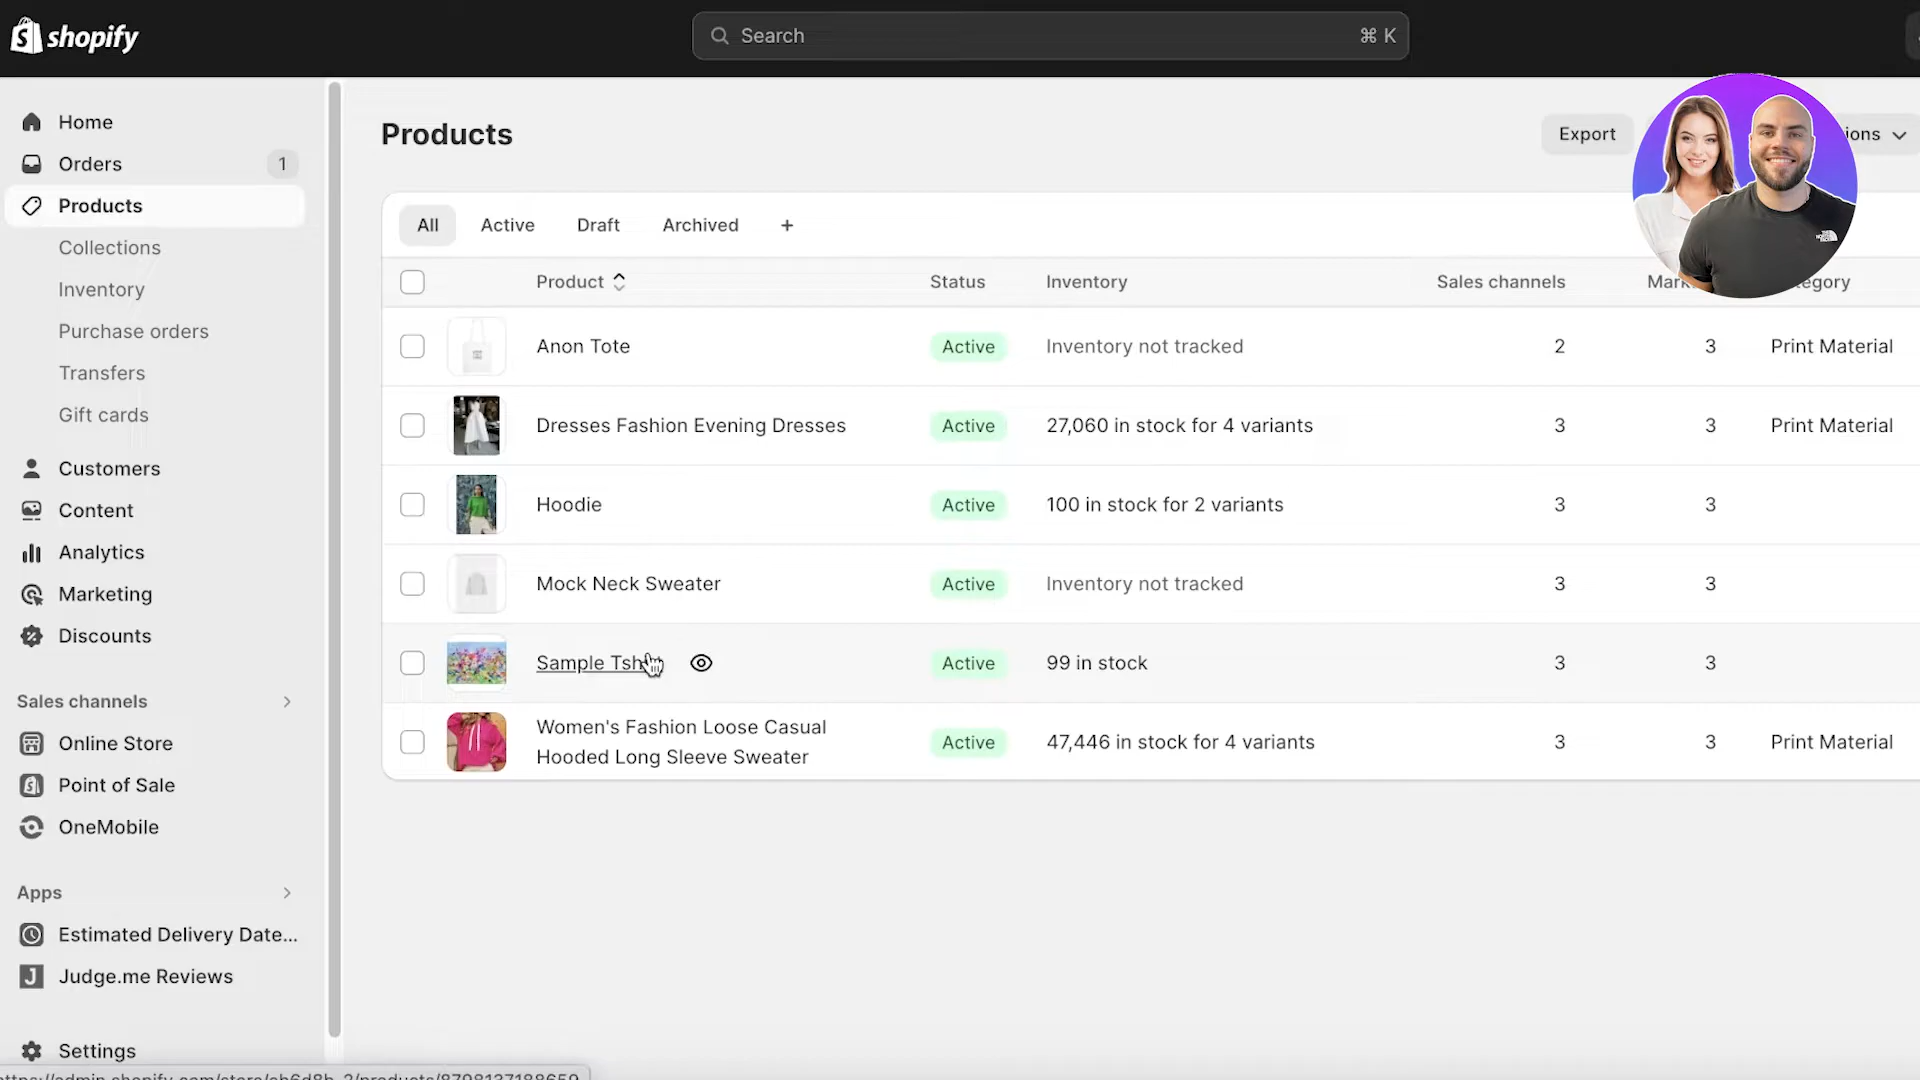 shopify
Search
⌘ K
Home
Orders
1
Products
Collections
Inventory
Purchase orders
Transfers
Gift cards
Customers
Content
Analytics
Marketing
Discounts
Sales channels
Online Store
Point of Sale
OneMobile
Apps
Estimated Delivery Date...
Judge.me Reviews
Settings
Products
Export
All
Active
Draft
Archived
+
Product
Status
Inventory
Sales channels
Anon Tote
Active
Inventory not tracked
2
3
Print Material
Dresses Fashion Evening Dresses
Active
27,060 in stock for 4 variants
3
3
Print Material
Hoodie
Active
100 in stock for 2 variants
3
3
Mock Neck Sweater
Active
Inventory not tracked
3
3
Sample
Active
99 in stock
3
3
Women's Fashion Loose Casual
Hooded Long Sleeve Sweater
Active
47,446 in stock for 4 variants
3
3
Print Material